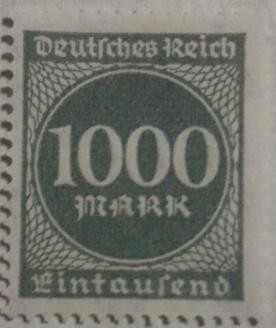 Deutsches Reich
1000
MARK
Eintausend